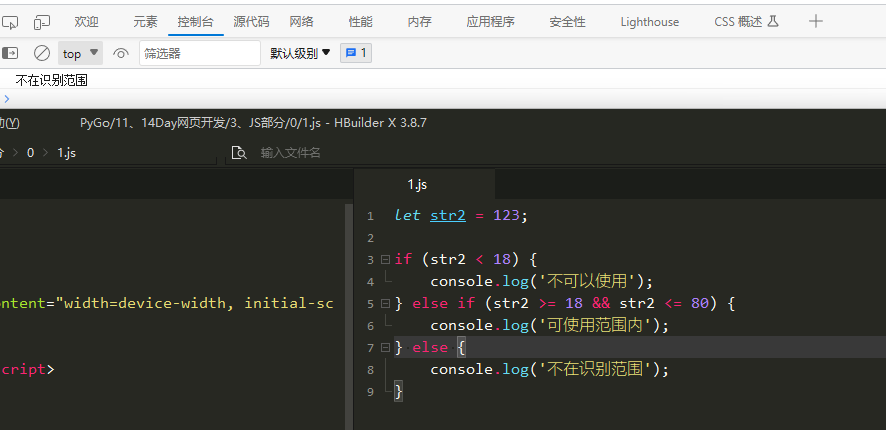 欢迎 元素 控制台 源代码 网络 性能 内存 应用程序 安全性 Lighthouse CSS 概述
top 筛选器 默认级别 1
不在识别范围
(Y) PyGo/11、14Day网页开发/3、JS部分/0/1.js - HBuilder X 3.8.7
0 1.js 输入文件名
1.js
1 let str2 = 123;
2
3 if (str2 < 18) {
4 console.log('不可以使用');
ontent="width=device-width, initial-sc
5 } else if (str2 >= 18 && str2 <= 80) {
6 console.log('可使用范围内');
7 } else {
cript>
8 console.log('不在识别范围');
9 }